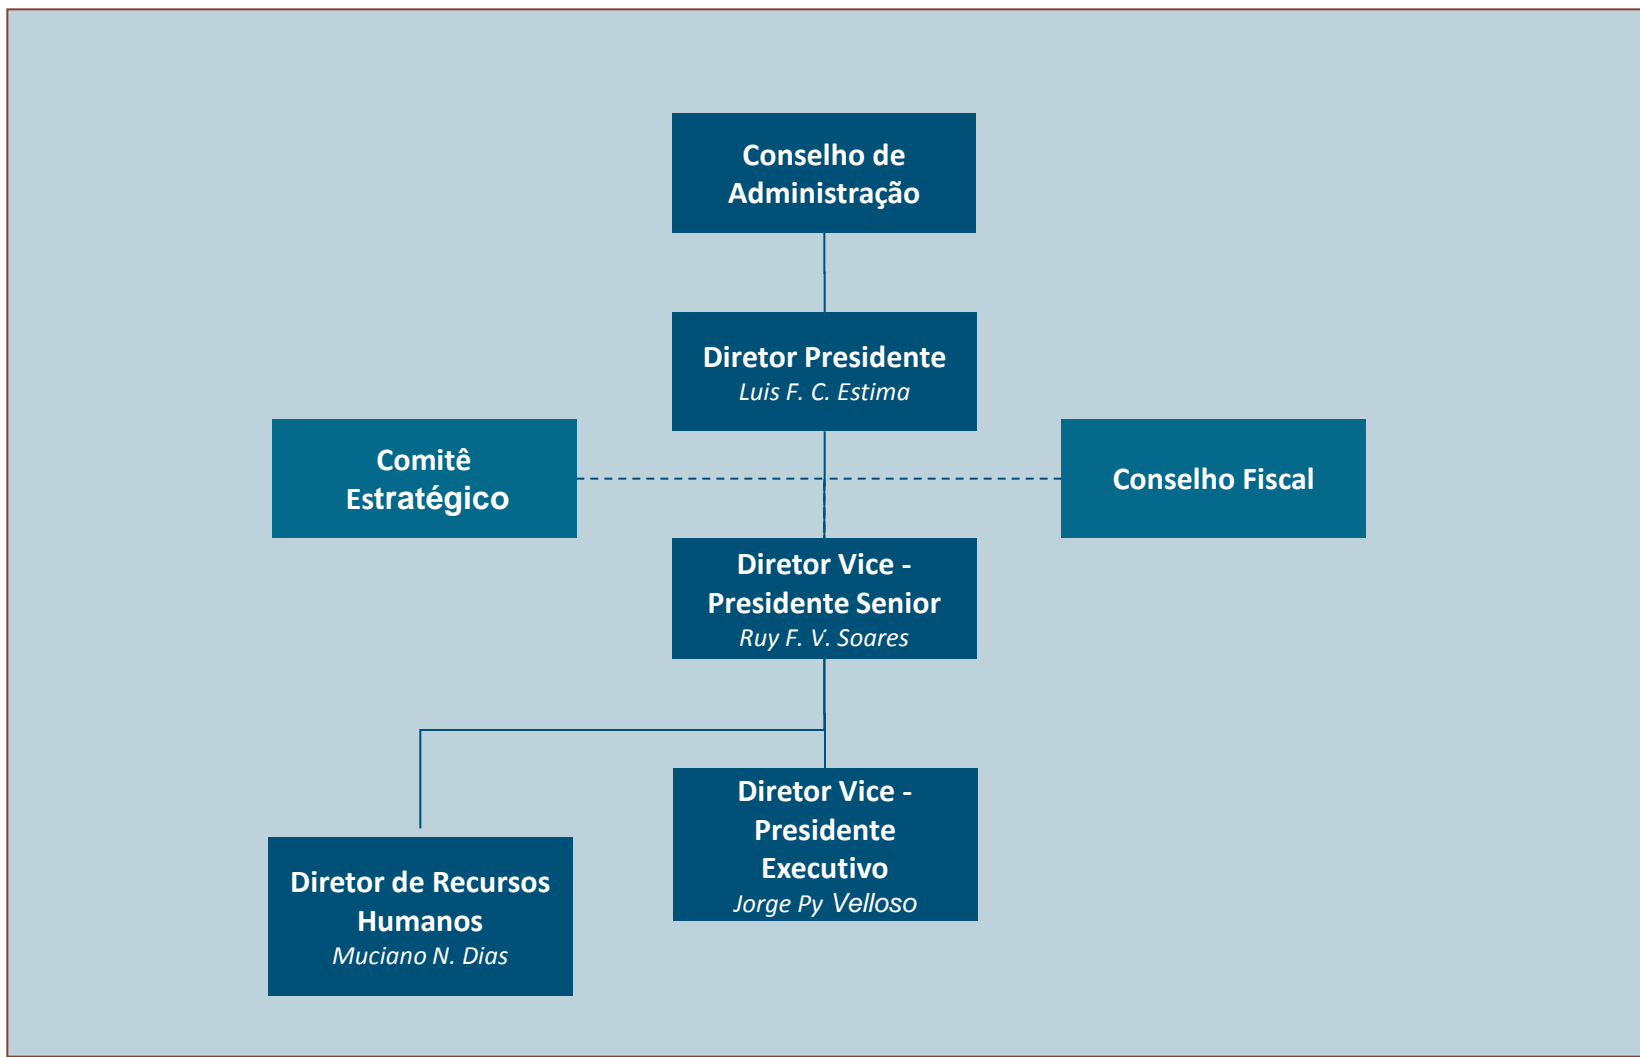 Conselho de
Administração
Diretor Presidente
Luis F. C. Estima
Comitê
Estratégico
Conselho Fiscal
Diretor Vice -
Presidente Senior
Ruy F. V. Soares
Diretor Vice -
Presidente
Executivo
Jorge Py Velloso
Diretor de Recursos
Humanos
Muciano N. Dias